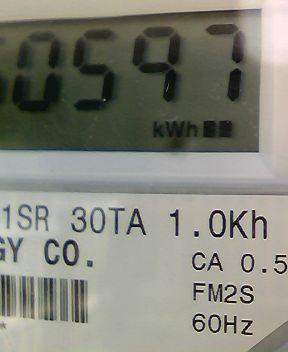 0597
kWh
1SR 30TA 1.0Kh
GY CO.
CA 0.5
FM2S
60Hz